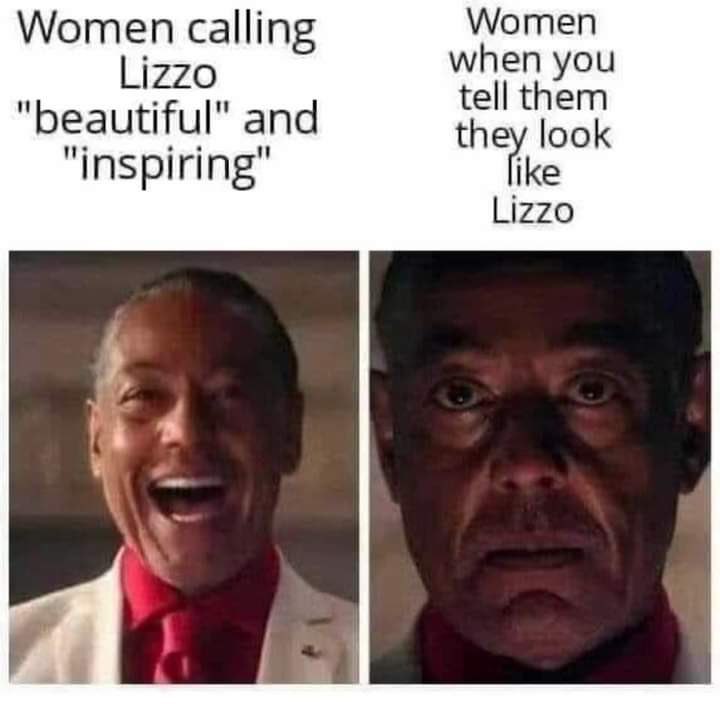 Women calling
Lizzo
"beautiful" and
"inspiring"
Women
when you
tell them
they look
like
Lizzo